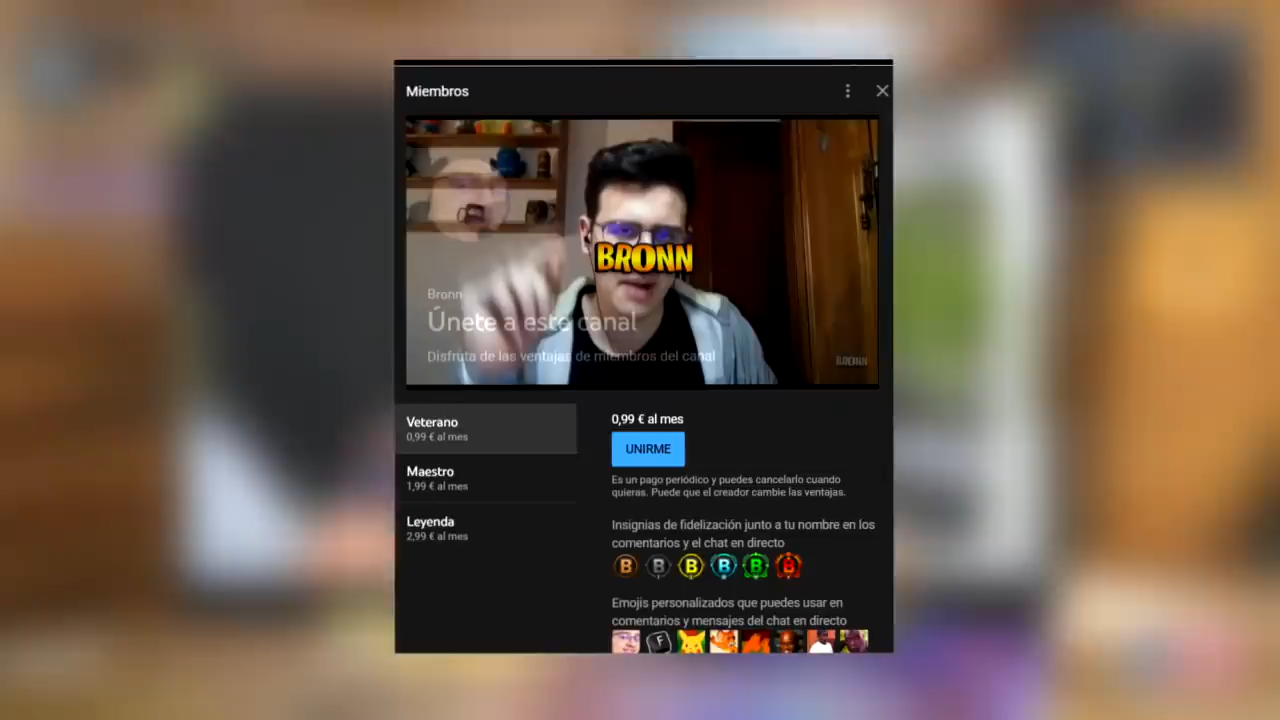 Miembros
BRONN
Bronn
Únete a este canal
Disfruta de las ventajas de miembros del canal
Veterano
0,99 € al mes
Maestro
1,99 € al mes
Leyenda
2,99 € al mes
0,99 € al mes
UNIRME
Es un pago periódico y puedes cancelarlo cuando
quieras. Puede que el creador cambie las ventajas.
Insignias de fidelización junto a tu nombre en los
comentarios y el chat en directo
B B B B B B
Emojis personalizados que puedes usar en
comentarios y mensajes del chat en directo
F